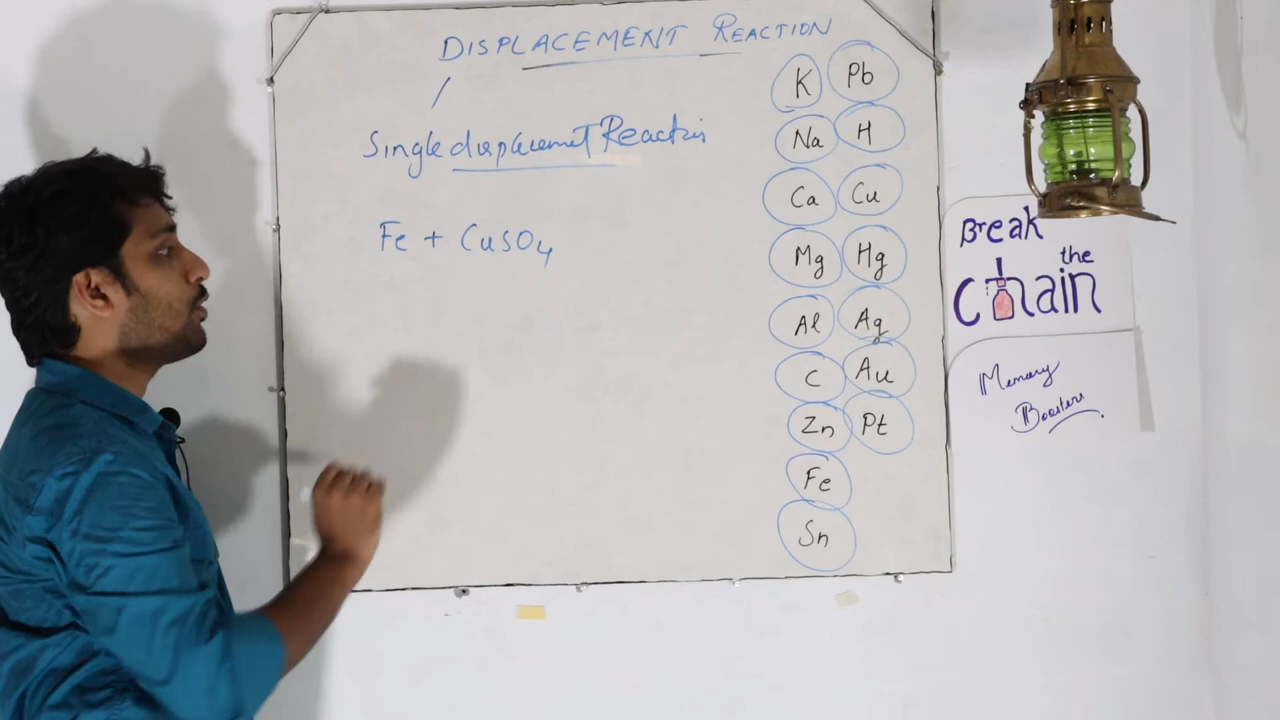 DISPLACEMENT REACTION
Single displacement Reaction
Fe + CuSO4
K Pb
Na H
Ca Cu
Mg Hg
Al Ag
C Au
Zn Pt
Fe
Sn
Break
the
Chain
Memory
Boosters